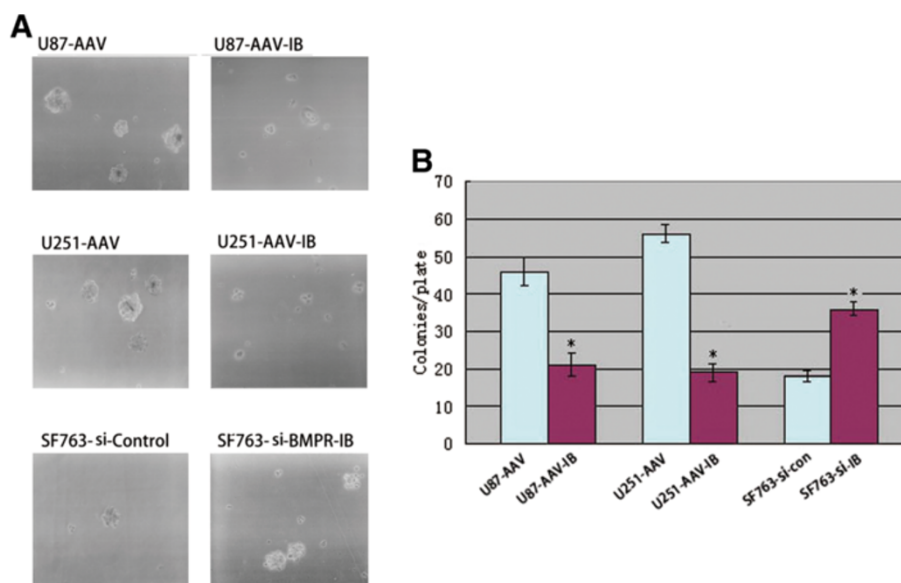 A
U87-AAV
U87-AAV-IB
U251-AAV
U251-AAV-IB
SF763-si-Control
SF763-si-BMPR-IB
B
Colonies/plate
70
60
50
40
30
20
10
0
*
*
*
U87-AAV
U87-AAV-IB
U251-AAV
U251-AAV-IB
SF763-si-con
SF763-si-IB